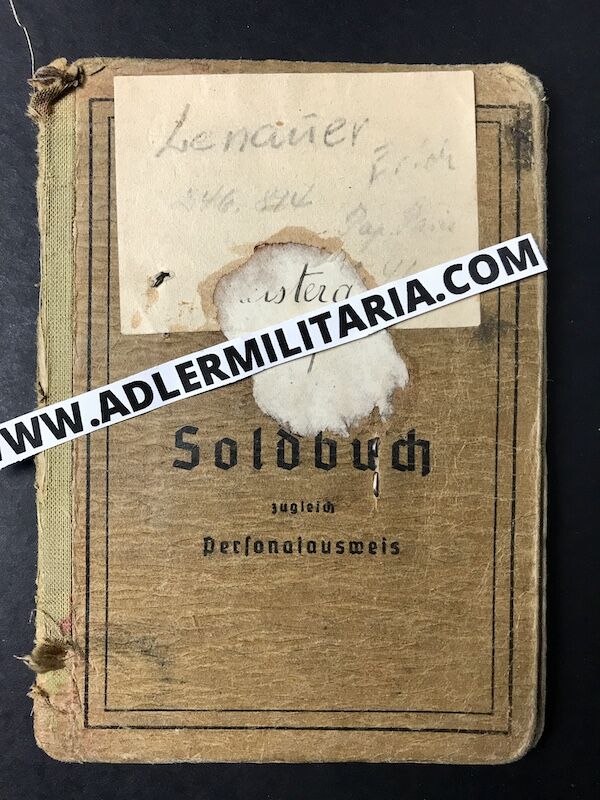 Lenauer
Erich
WWW.ADLERMILITARIA.COM
Soldbuch
zugleich
Personalausweis